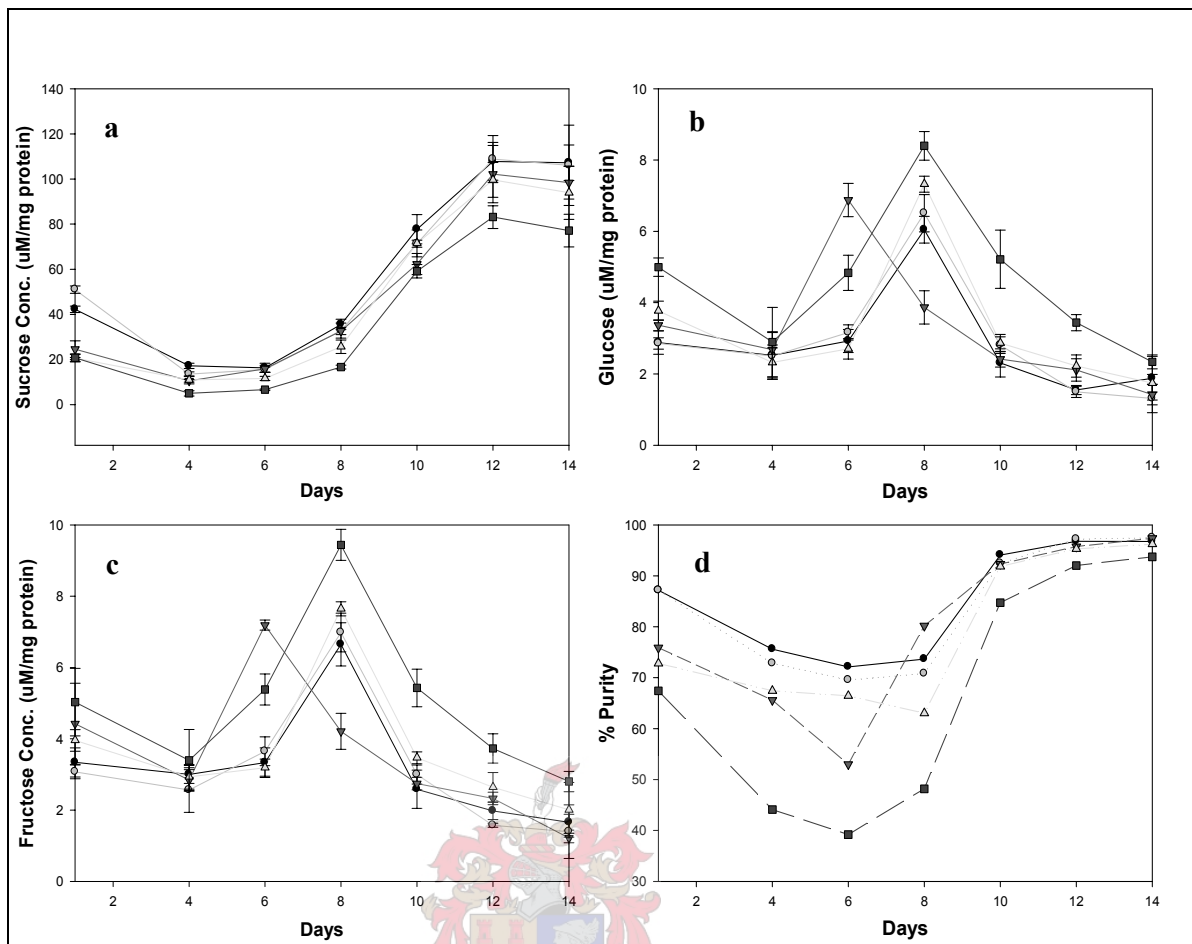 a
Sucrose Conc. (uM/mg protein)
140
120
100
80
60
40
20
0
2 4 6 8 10 12 14
Days
b
Glucose (uM/mg protein)
10
8
6
4
2
0
2 4 6 8 10 12 14
Days
c
Fructose Conc. (uM/mg protein)
10
8
6
4
2
0
2 4 6 8 10 12 14
Days
d
% Purity
100
90
80
70
60
50
40
30
2 4 6 8 10 12 14
Days